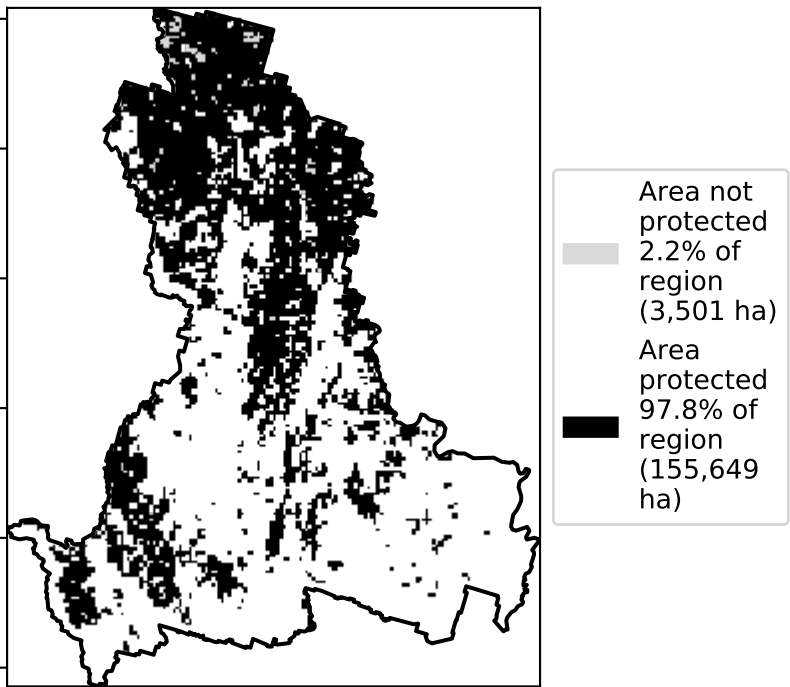 Area not
protected
2.2% of
region
(3,501 ha)
Area
protected
97.8% of
region
(155,649
ha)